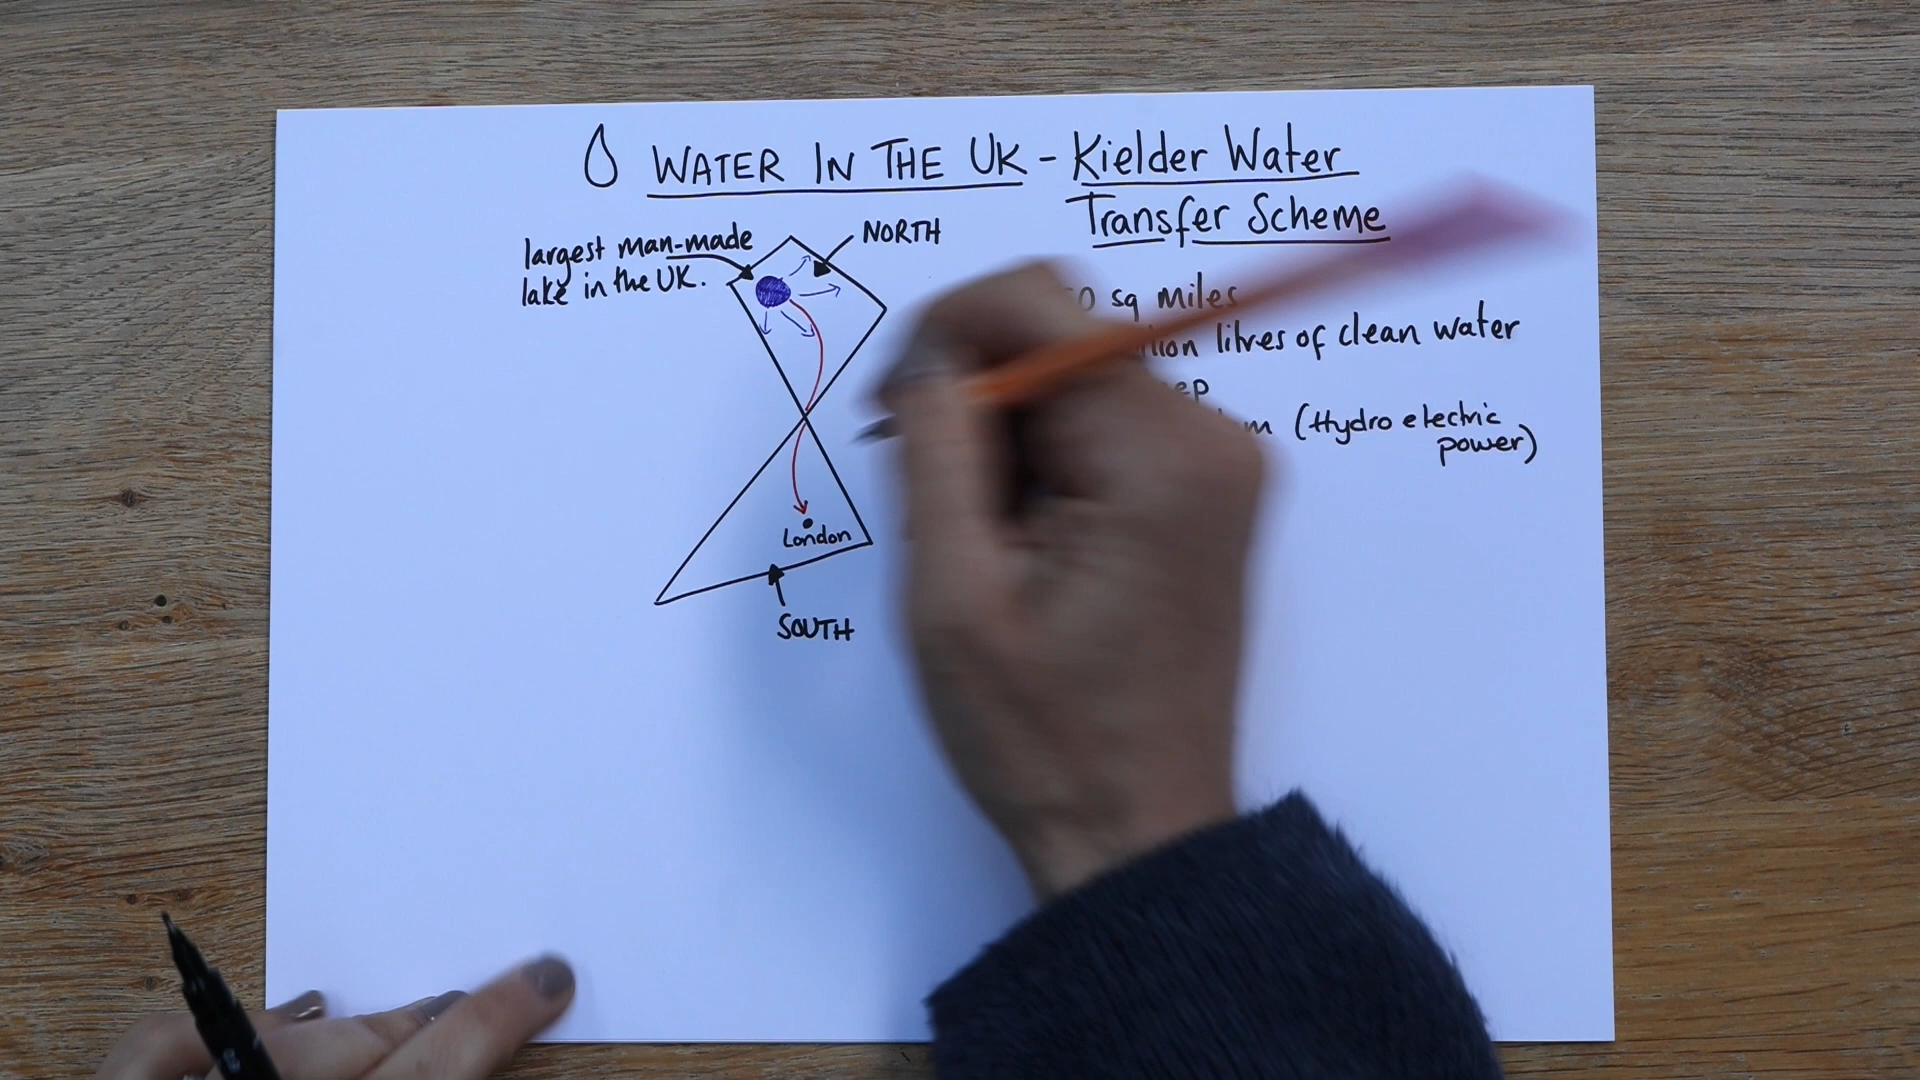 WATER IN THE UK - Kielder Water
Transfer Scheme
largest man-made
lake in the UK.
NORTH
sq miles
litres of clean water
(Hydro electric
power)
London
SOUTH